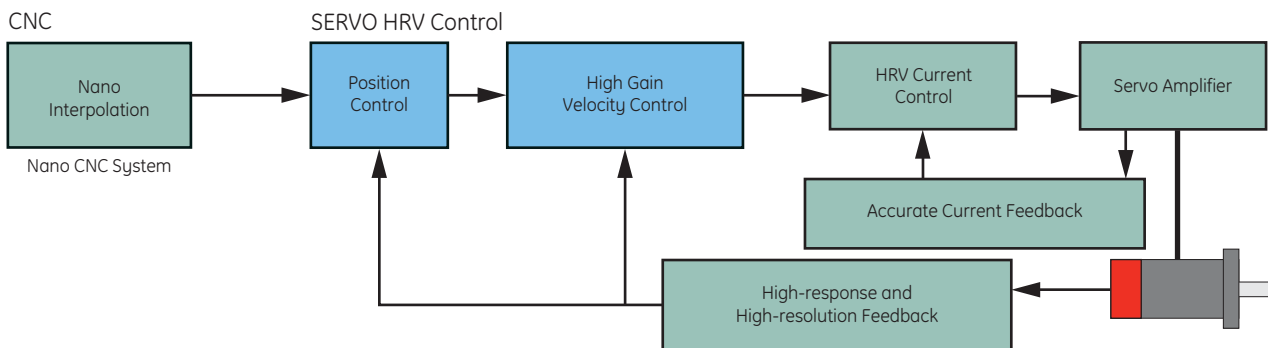 CNC
SERVO HRV Control
Nano
Interpolation
Position
Control
High Gain
Velocity Control
HRV Current
Control
Servo Amplifier
Nano CNC System
Accurate Current Feedback
High-response and
High-resolution Feedback